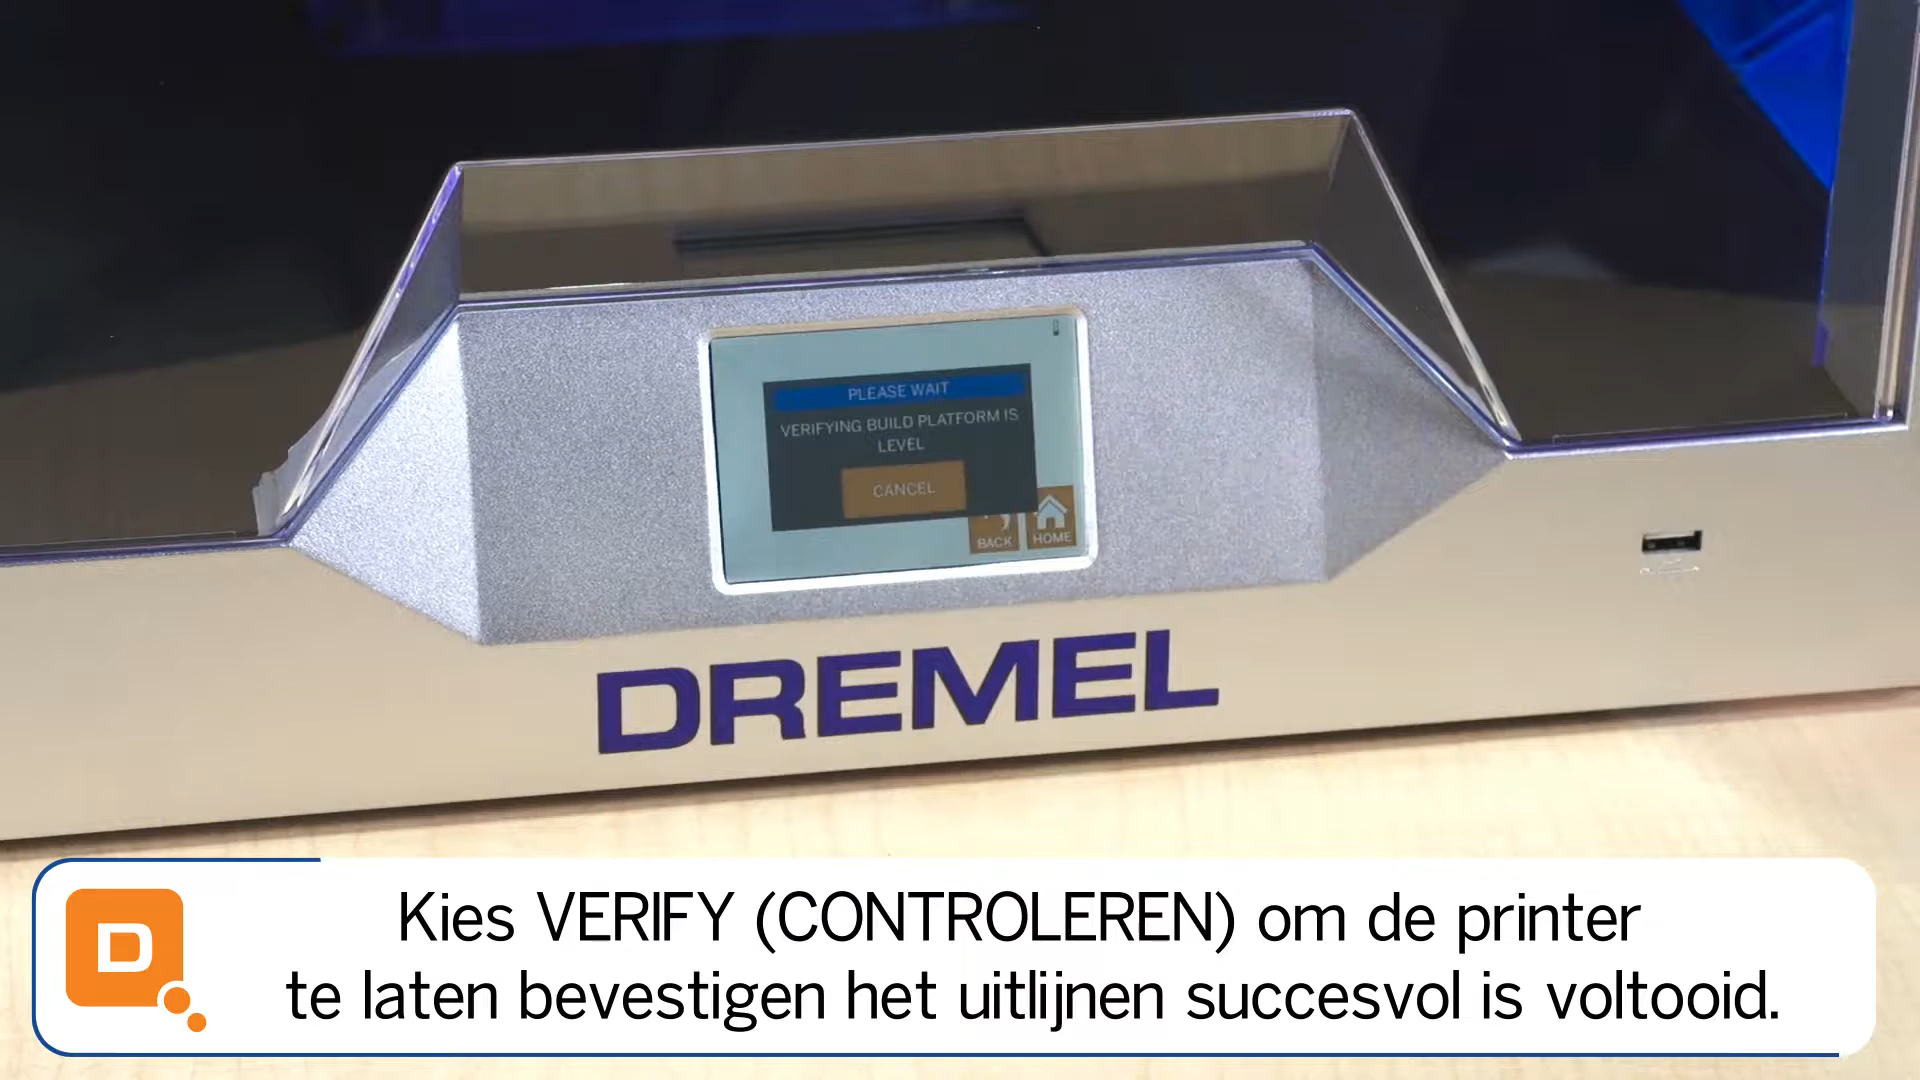 PLEASE WAIT
VERIFYING BUILD PLATFORM IS
LEVEL
CANCEL
BACK
HOME
DREMEL
D
Kies VERIFY (CONTROLEREN) om de printer
te laten bevestigen het uitlijnen succesvol is voltooid.